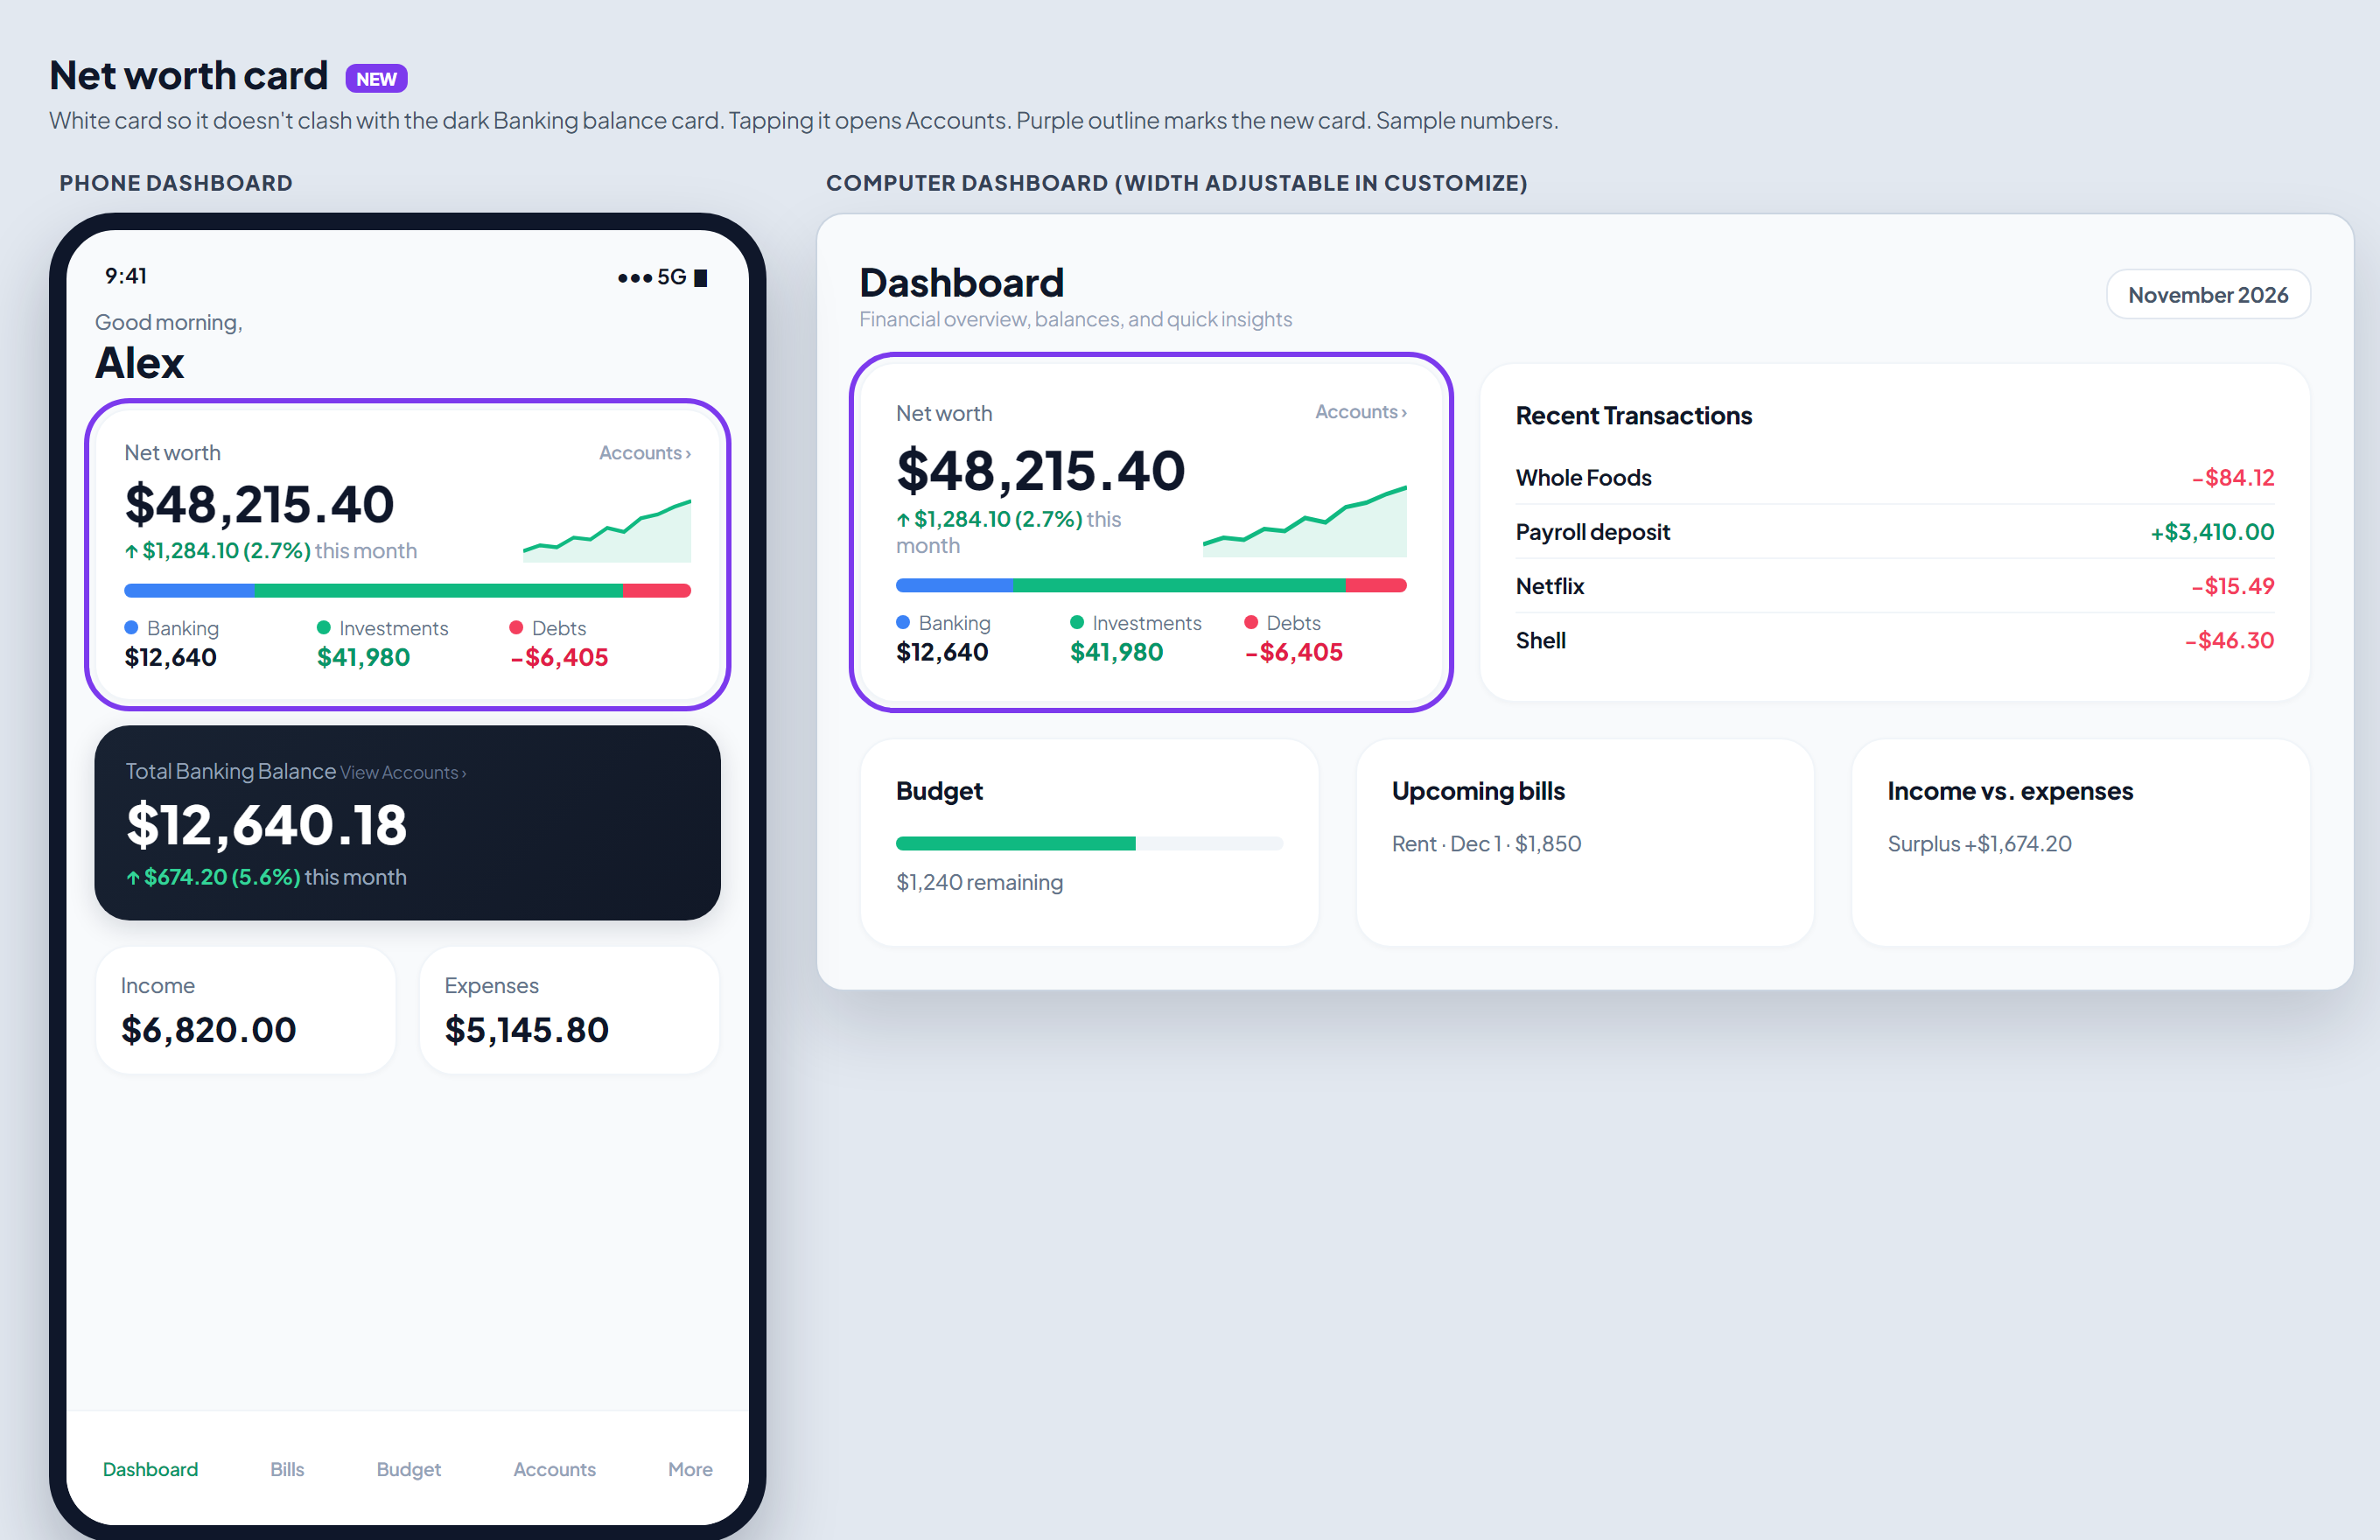 Net worth card NEW
White card so it doesn't clash with the dark Banking balance card. Tapping it opens Accounts. Purple outline marks the new card. Sample numbers.
PHONE DASHBOARD
9:41 ●●● 5G
Good morning,
Alex
Net worth Accounts ›
$48,215.40
↑ $1,284.10 (2.7%) this month
Banking Investments Debts
$12,640 $41,980 −$6,405
Total Banking Balance View Accounts ›
$12,640.18
↑ $674.20 (5.6%) this month
Income Expenses
$6,820.00 $5,145.80
Dashboard Bills Budget Accounts More
COMPUTER DASHBOARD (WIDTH ADJUSTABLE IN CUSTOMIZE)
Dashboard
Financial overview, balances, and quick insights
November 2026
Net worth Accounts ›
$48,215.40
↑ $1,284.10 (2.7%) this
month
Banking Investments Debts
$12,640 $41,980 −$6,405
Recent Transactions
Whole Foods −$84.12
Payroll deposit +$3,410.00
Netflix −$15.49
Shell −$46.30
Budget
$1,240 remaining
Upcoming bills
Rent · Dec 1 · $1,850
Income vs. expenses
Surplus +$1,674.20